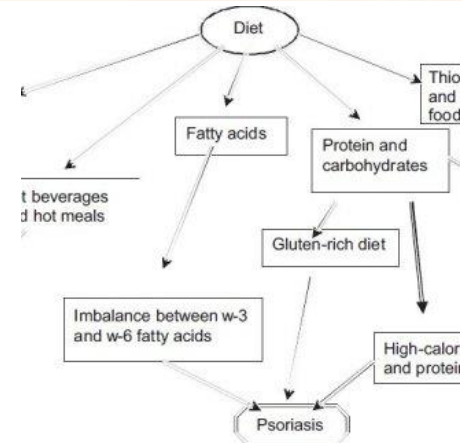 Diet
Thio
and
food
Fatty acids
Protein and
carbohydrates
t beverages
d hot meals
Gluten-rich diet
Imbalance between w-3
and w-6 fatty acids
High-calor
and protein
Psoriasis